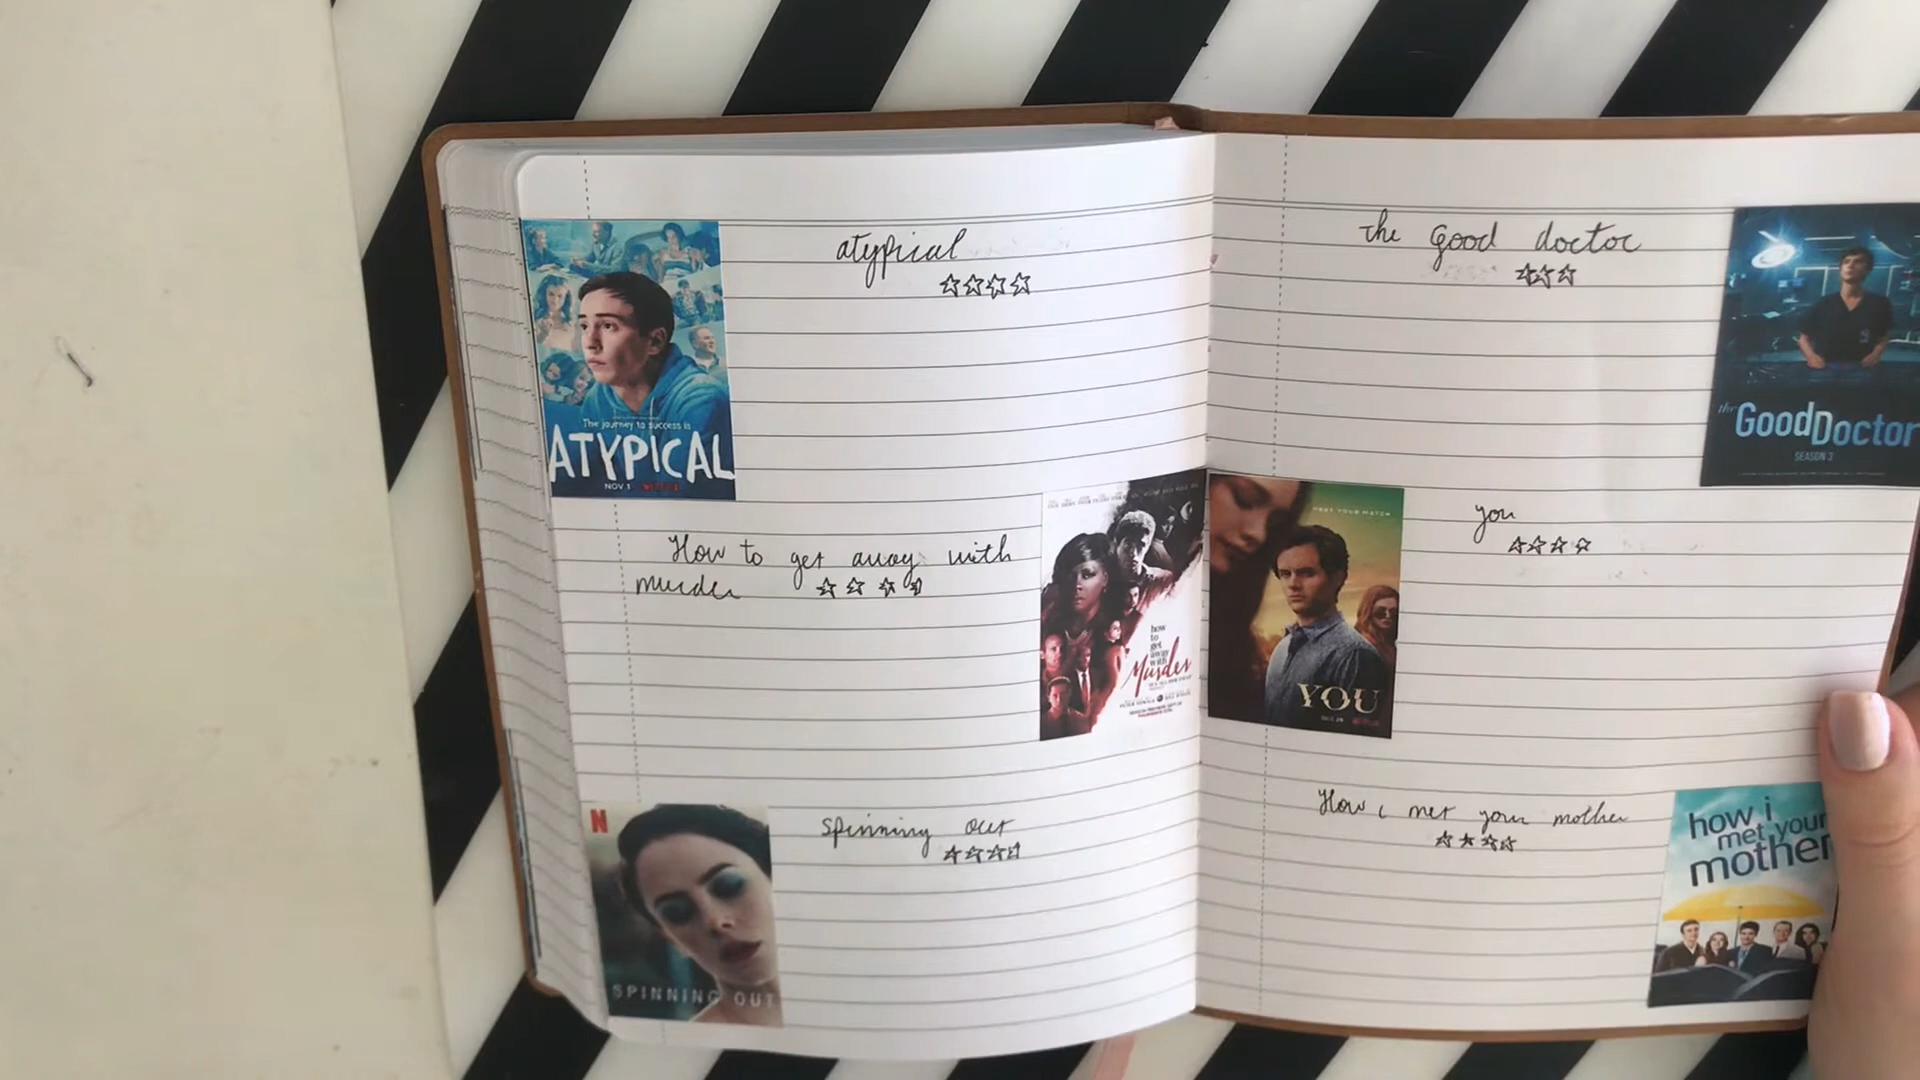 atypical
The journey to success is
ATYPICAL
NOV 1 NETFLIX
How to get away with
murder
how
to
get
away
with
Murder
N
spinning out
SPINNING OUT
the Good doctor
the
GoodDoctor
SEASON 3
you
MEET YOUR MATCH
YOU
How i met your mother
how i
met your
mother